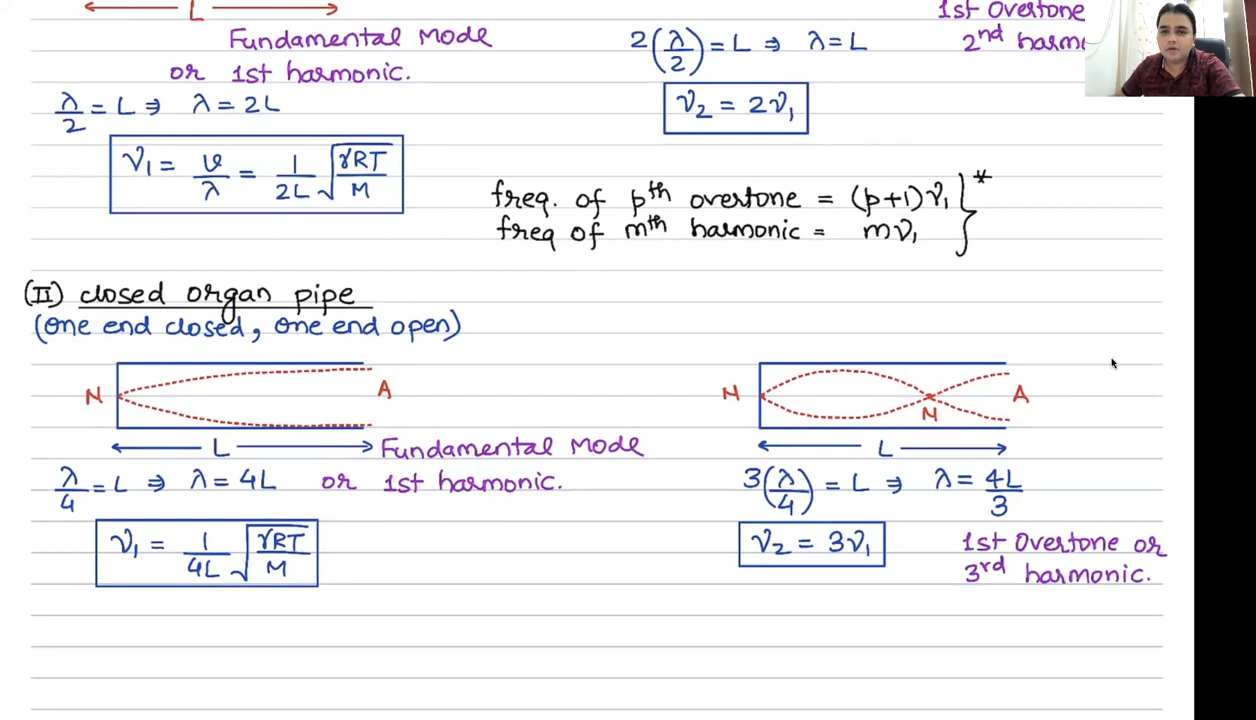 L
Fundamental Mode
or 1st harmonic.
λ/2 = L ⇒ λ = 2L
ν₁ = v/λ = 1/2L √(γRT/M)
2(λ/2) = L ⇒ λ = L
ν₂ = 2ν₁
1st Overtone
2nd harm
freq. of pth overtone = (p+1)ν₁ } *
freq of mth harmonic = mν₁
(II) closed organ pipe
(One end closed, one end open)
N A
L
Fundamental Mode
λ/4 = L ⇒ λ = 4L or 1st harmonic.
ν₁ = 1/4L √(γRT/M)
N N A
L
3(λ/4) = L ⇒ λ = 4L/3
ν₂ = 3ν₁
1st Overtone or
3rd harmonic.